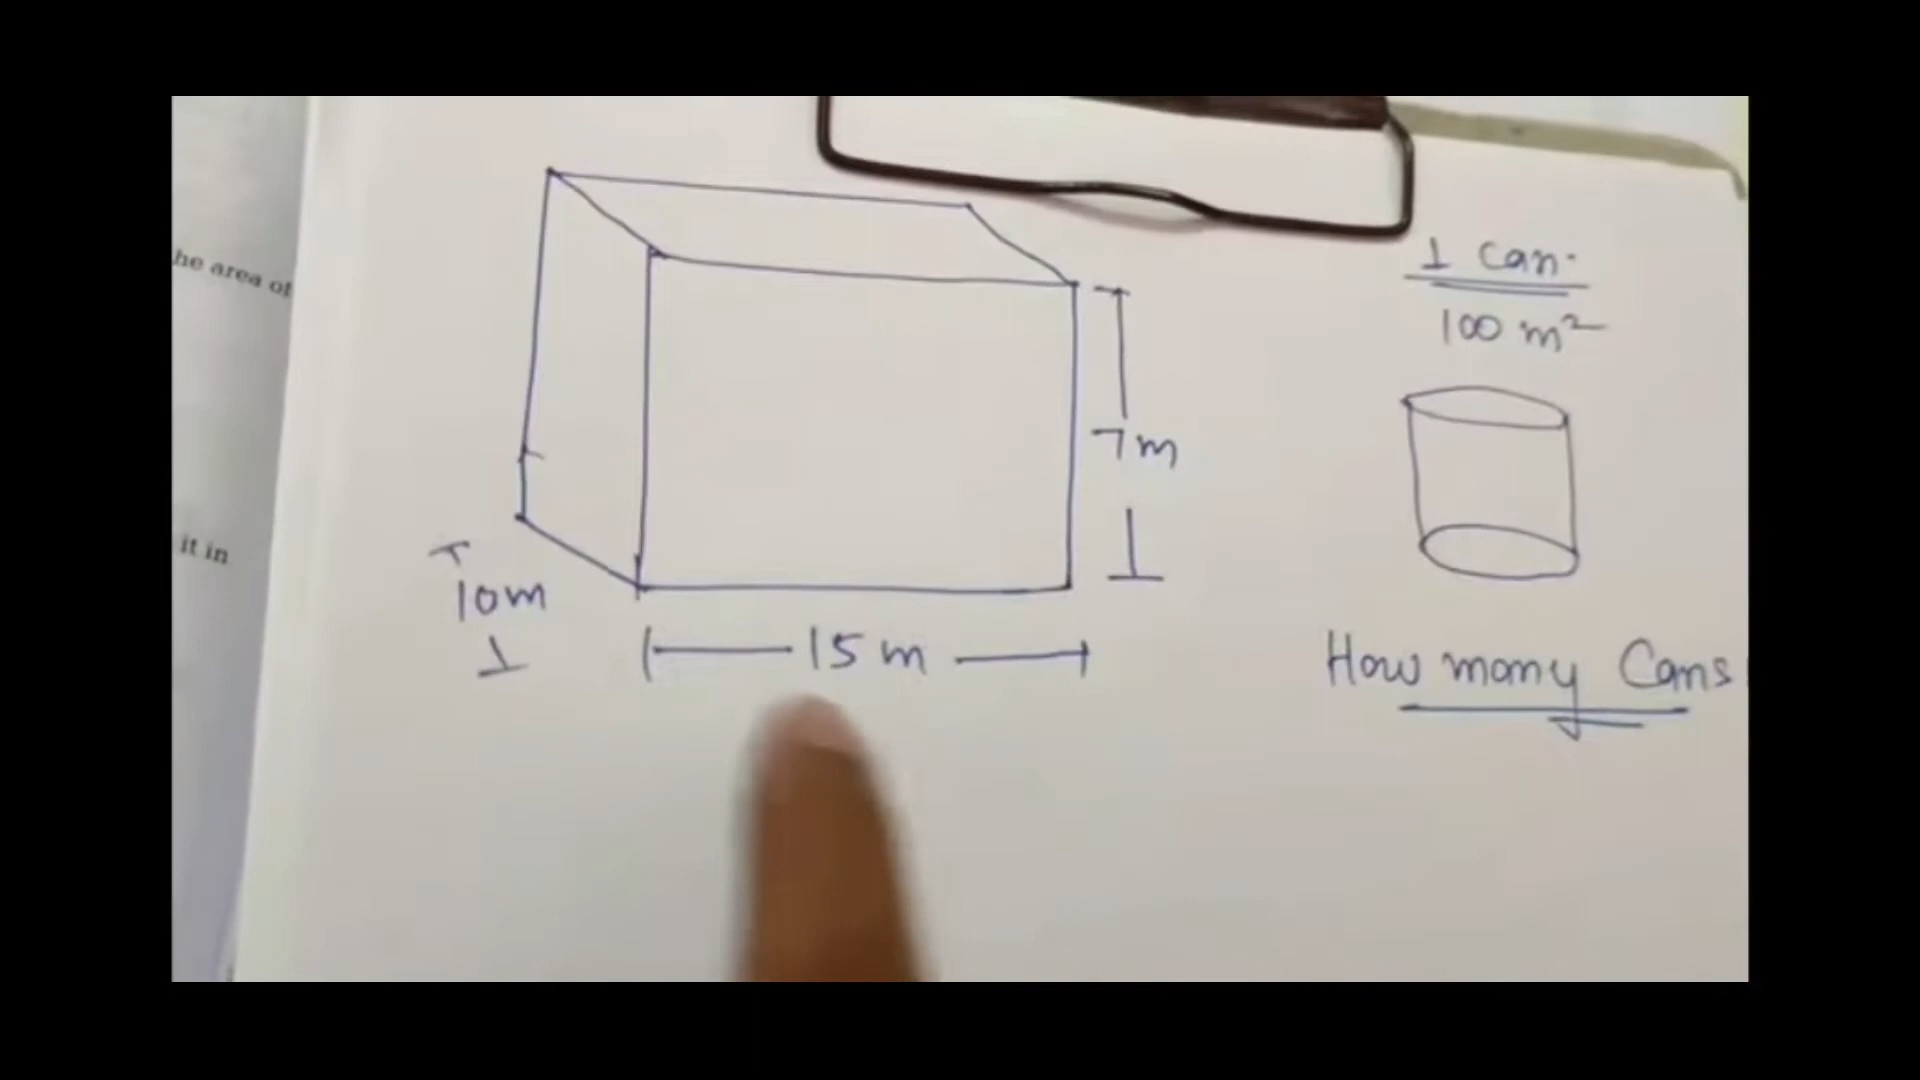 he area of
it in
7m
10m
15 m
1 Can.
100 m²
How many Cans